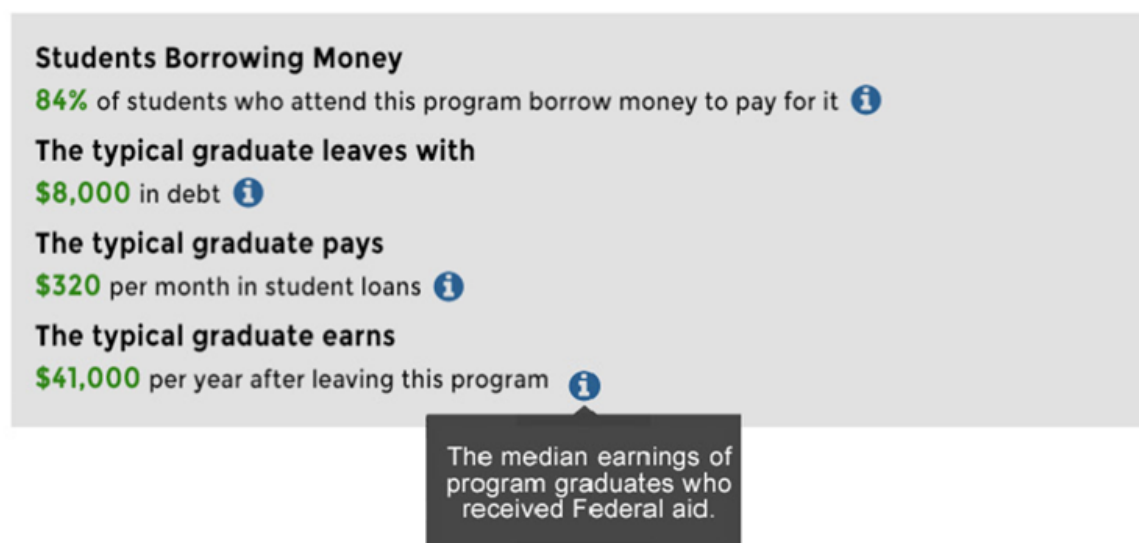 Students Borrowing Money
84% of students who attend this program borrow money to pay for it
The typical graduate leaves with
$8,000 in debt
The typical graduate pays
$320 per month in student loans
The typical graduate earns
$41,000 per year after leaving this program
The median earnings of
program graduates who
received Federal aid.